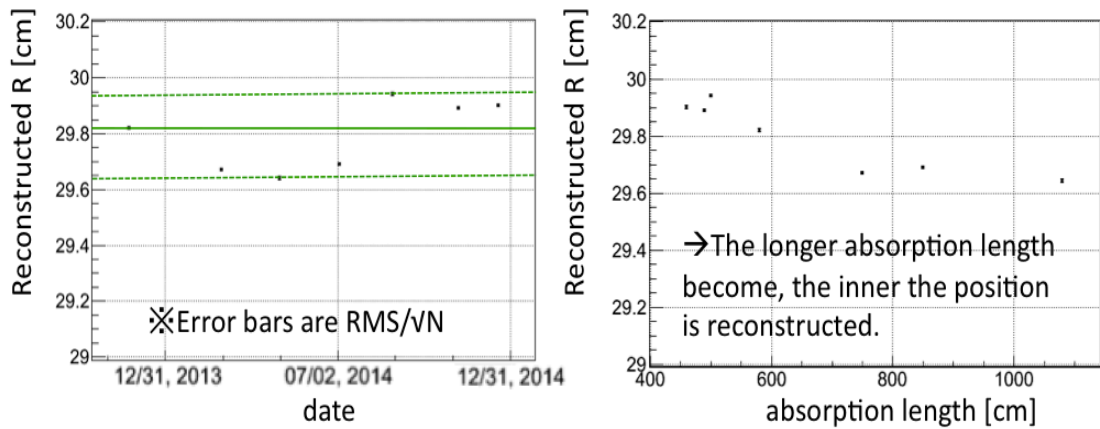 Reconstructed R [cm]
30.2
30
29.8
29.6
29.4
29.2
29
※Error bars are RMS/√N
12/31, 2013 07/02, 2014 12/31, 2014
date
Reconstructed R [cm]
30.2
30
29.8
29.6
29.4
29.2
29
→The longer absorption length
become, the inner the position
is reconstructed.
400 600 800 1000
absorption length [cm]